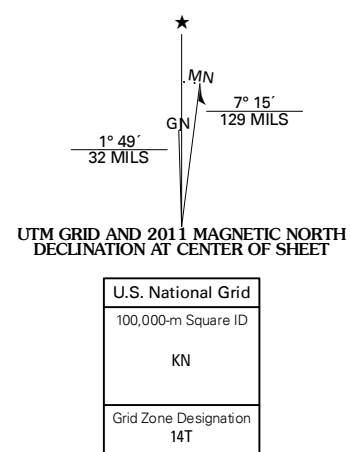 ★
MN
7° 15´
129 MILS
GN
1° 49´
32 MILS
UTM GRID AND 2011 MAGNETIC NORTH
DECLINATION AT CENTER OF SHEET
U.S. National Grid
100,000-m Square ID
KN
Grid Zone Designation
14T